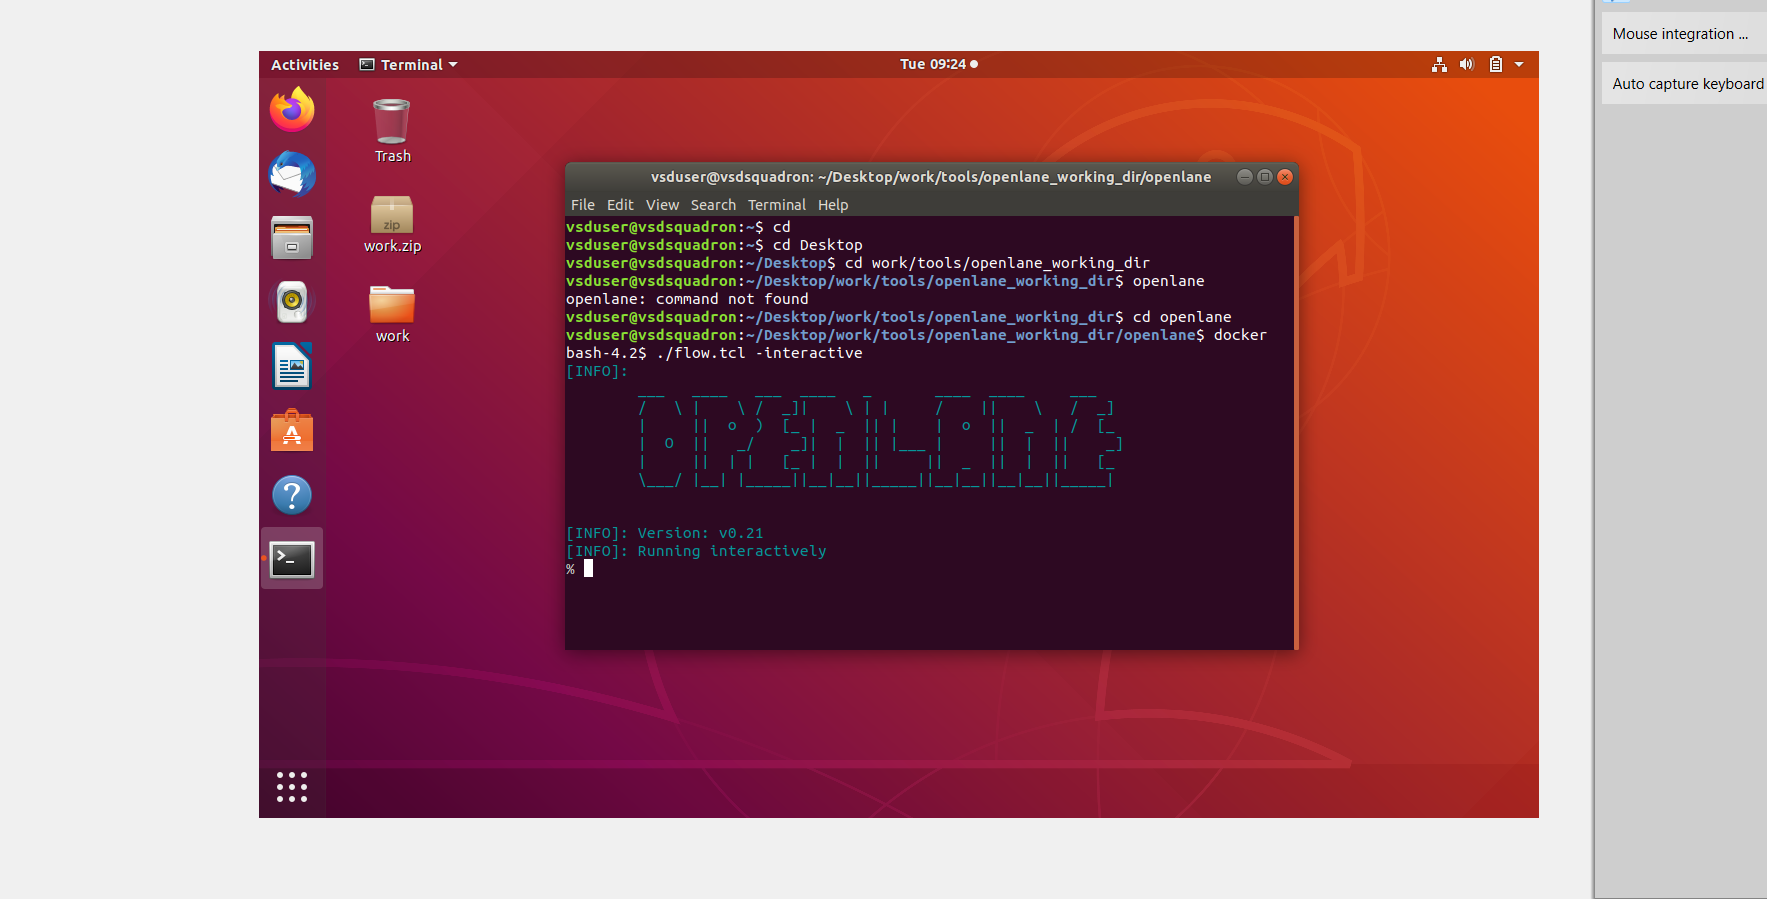 Mouse integration ...
Auto capture keyboard
Activities
Terminal
Tue 09:24
Trash
zip
work.zip
work
vsduser@vsdsquadron: ~/Desktop/work/tools/openlane_working_dir/openlane
File Edit View Search Terminal Help
vsduser@vsdsquadron:~$ cd
vsduser@vsdsquadron:~$ cd Desktop
vsduser@vsdsquadron:~/Desktop$ cd work/tools/openlane_working_dir
vsduser@vsdsquadron:~/Desktop/work/tools/openlane_working_dir$ openlane
openlane: command not found
vsduser@vsdsquadron:~/Desktop/work/tools/openlane_working_dir$ cd openlane
vsduser@vsdsquadron:~/Desktop/work/tools/openlane_working_dir/openlane$ docker
bash-4.2$ ./flow.tcl -interactive
[INFO]:
OPENLANE
[INFO]: Version: v0.21
[INFO]: Running interactively
%